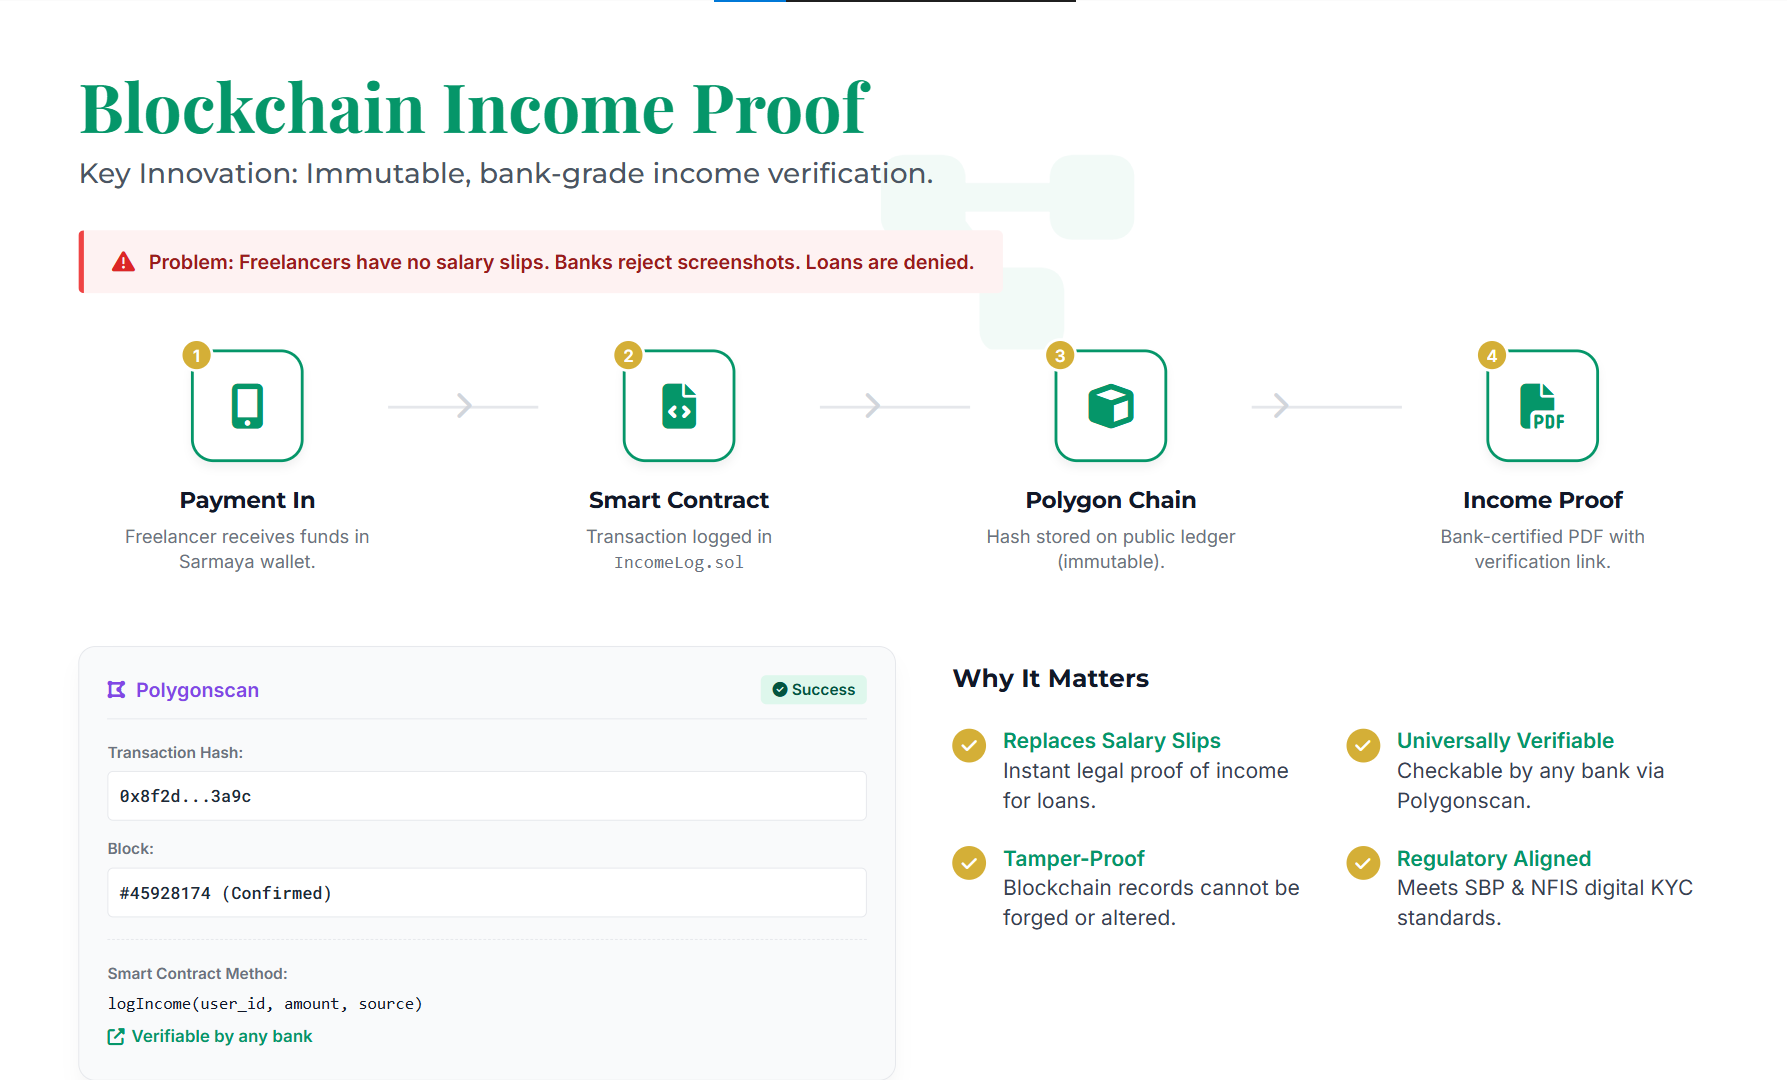 Blockchain Income Proof
Key Innovation: Immutable, bank-grade income verification.
Problem: Freelancers have no salary slips. Banks reject screenshots. Loans are denied.
1
Payment In
Freelancer receives funds in
Sarmaya wallet.
2
Smart Contract
Transaction logged in
IncomeLog.sol
3
Polygon Chain
Hash stored on public ledger
(immutable).
4
PDF
Income Proof
Bank-certified PDF with
verification link.
Polygonscan
Success
Transaction Hash:
0x8f2d...3a9c
Block:
#45928174 (Confirmed)
Smart Contract Method:
logIncome(user_id, amount, source)
Verifiable by any bank
Why It Matters
Replaces Salary Slips
Instant legal proof of income
for loans.
Universally Verifiable
Checkable by any bank via
Polygonscan.
Tamper-Proof
Blockchain records cannot be
forged or altered.
Regulatory Aligned
Meets SBP & NFIS digital KYC
standards.